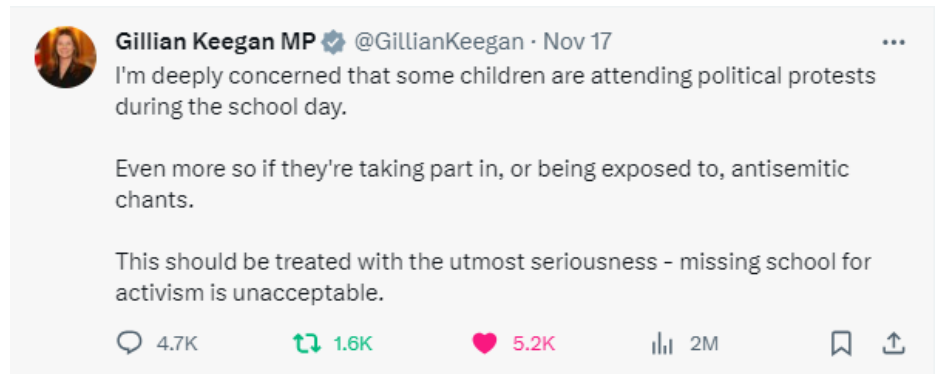 Gillian Keegan MP @GillianKeegan · Nov 17
I'm deeply concerned that some children are attending political protests
during the school day.
Even more so if they're taking part in, or being exposed to, antisemitic
chants.
This should be treated with the utmost seriousness - missing school for
activism is unacceptable.
4.7K 1.6K 5.2K 2M